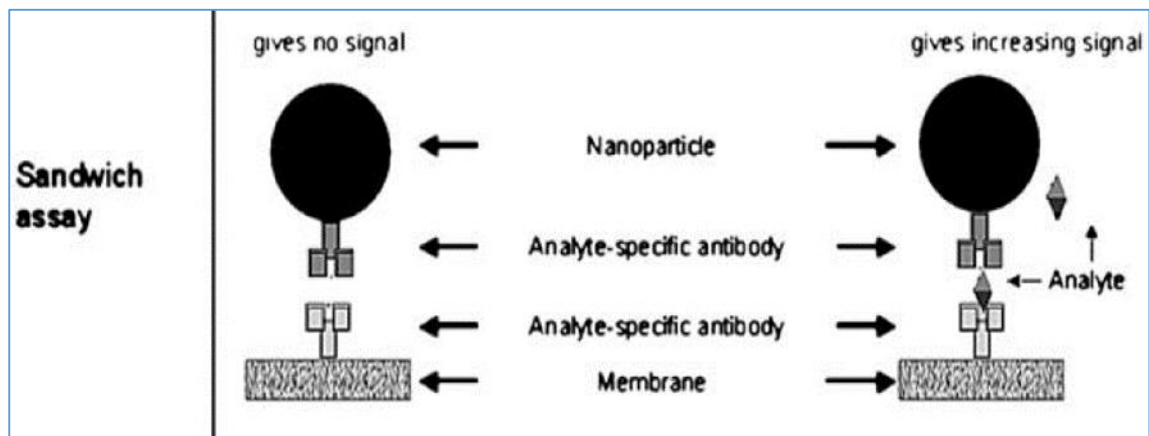 gives no signal
gives increasing signal
Nanoparticle
Sandwich
assay
Analyte-specific antibody
Analyte
Analyte-specific antibody
Membrane